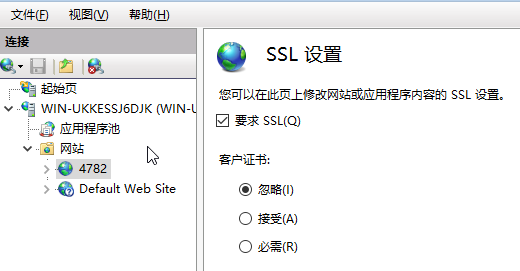 文件(F) 视图(V) 帮助(H)
连接
起始页
WIN-UKKESSJ6DJK (WIN-U
应用程序池
网站
4782
Default Web Site
SSL 设置
您可以在此页上修改网站或应用程序内容的 SSL 设置。
要求 SSL(Q)
客户证书:
忽略(I)
接受(A)
必需(R)